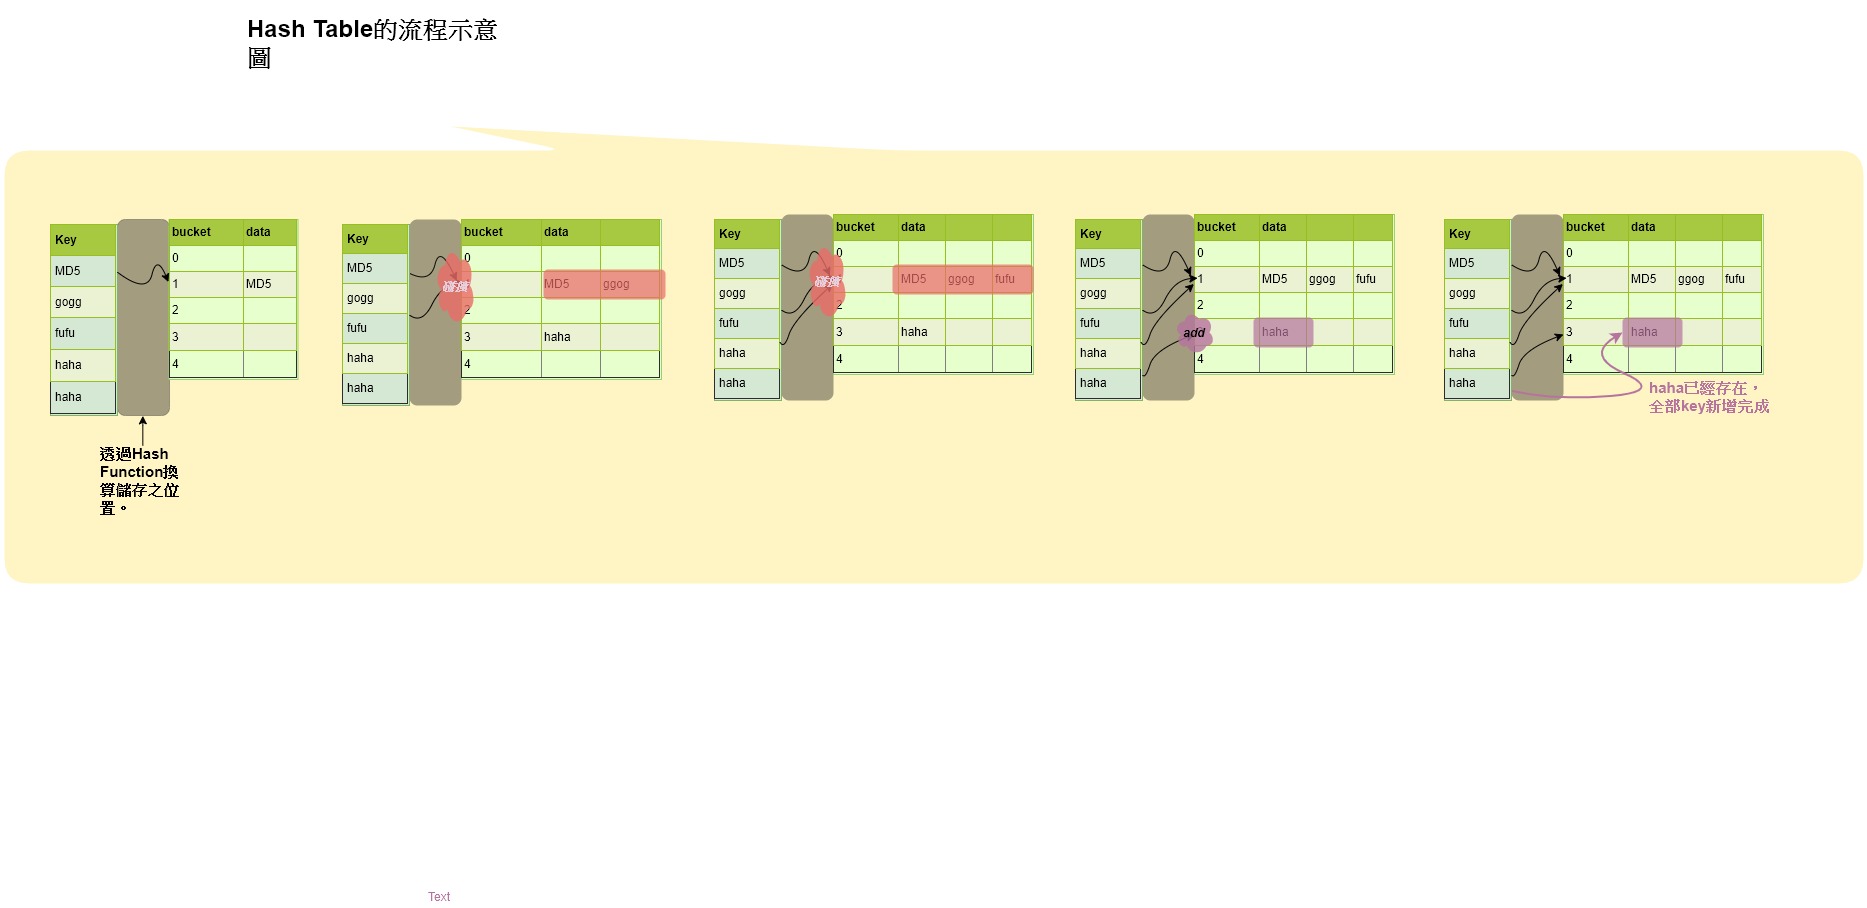 Hash Table的流程示意
圖
Key
MD5
gogg
fufu
haha
haha
bucket data
0
1 MD5
2
3
4
透過Hash
Function換
算儲存之位
置。
Key
MD5
gogg
fufu
haha
haha
bucket data
0
碰撞 MD5 ggog
2
3 haha
4
Key
MD5
gogg
fufu
haha
haha
bucket data
0
碰撞 MD5 ggog fufu
2
3 haha
4
Key
MD5
gogg
fufu
haha
haha
bucket data
0
1 MD5 ggog fufu
2
add haha
4
Key
MD5
gogg
fufu
haha
haha
bucket data
0
1 MD5 ggog fufu
2
3 haha
4
haha已經存在，
全部key新增完成
Text